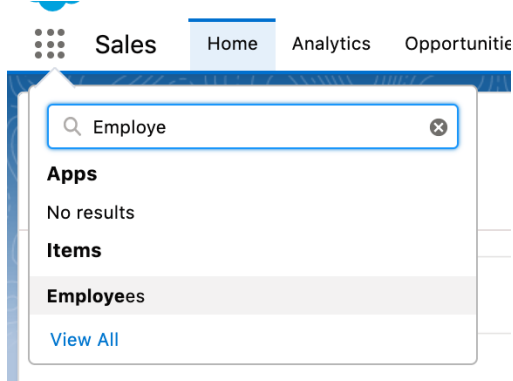 Sales Home Analytics Opportunitie
Employe
Apps
No results
Items
Employees
View All